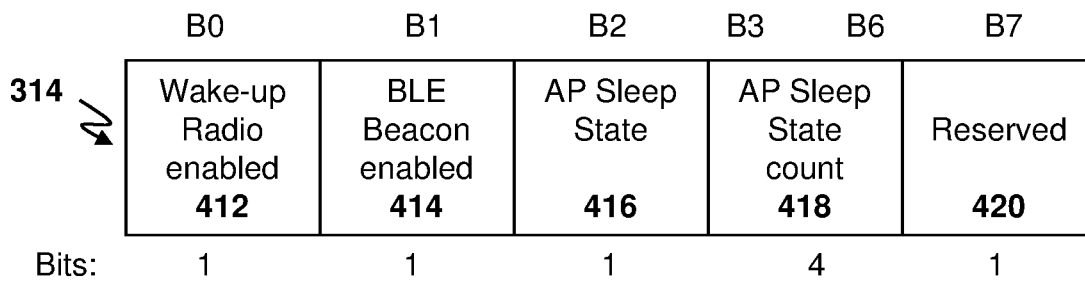 B0 B1 B2 B3 B6 B7
314
Wake-up Radio enabled 412
BLE Beacon enabled 414
AP Sleep State 416
AP Sleep State count 418
Reserved 420
Bits: 1 1 1 4 1